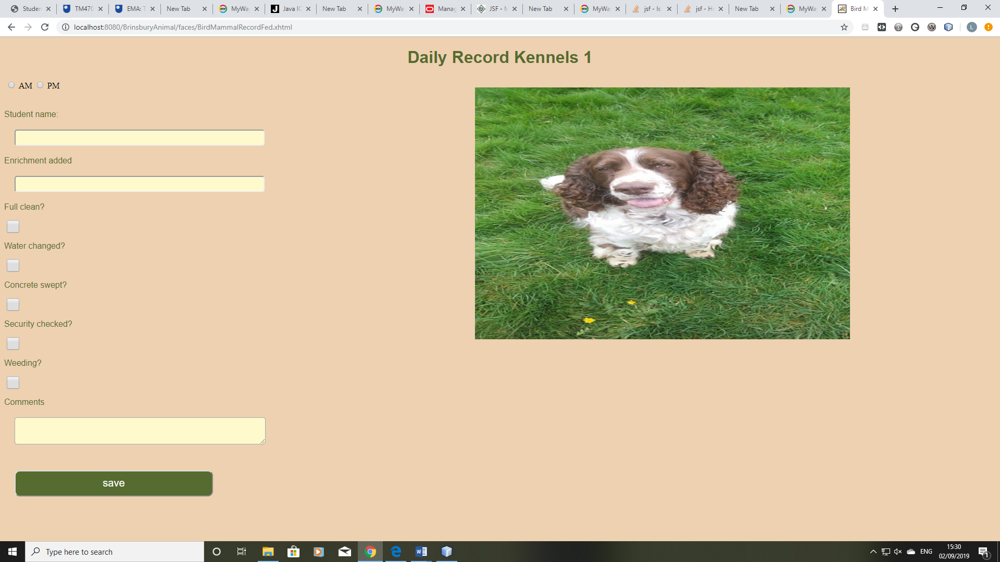 Studen TM470 EMA: T New Tab MyWa Java IC New Tab MyWa Manag JSF - M New Tab MyWa jsf - Is jsf - H New Tab MyWa Bird M
localhost:8080/BrinsburyAnimal/faces/BirdMammalRecordFed.xhtml
Daily Record Kennels 1
AM PM
Student name:
Enrichment added
Full clean?
Water changed?
Concrete swept?
Security checked?
Weeding?
Comments
save
Type here to search
ENG
15:30
02/09/2019
1